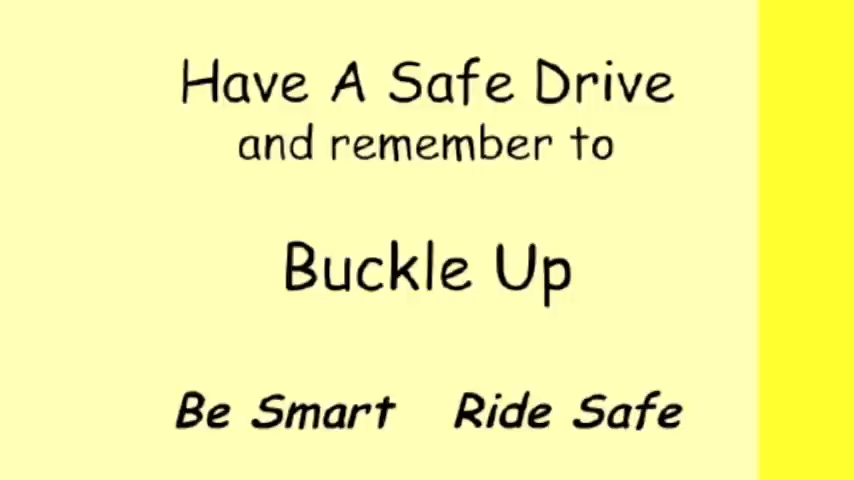 Have A Safe Drive
and remember to
Buckle Up
Be Smart Ride Safe